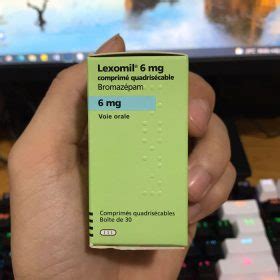 Lexomil® 6 mg
comprimé quadrisécable
Bromazépam
6 mg
Voie orale
Comprimés quadrisécables
Boîte de 30